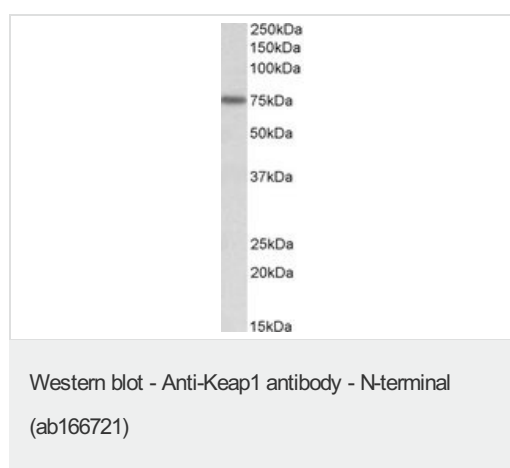 250kDa
150kDa
100kDa
75kDa
50kDa
37kDa
25kDa
20kDa
15kDa
Western blot - Anti-Keap1 antibody - N-terminal
(ab166721)